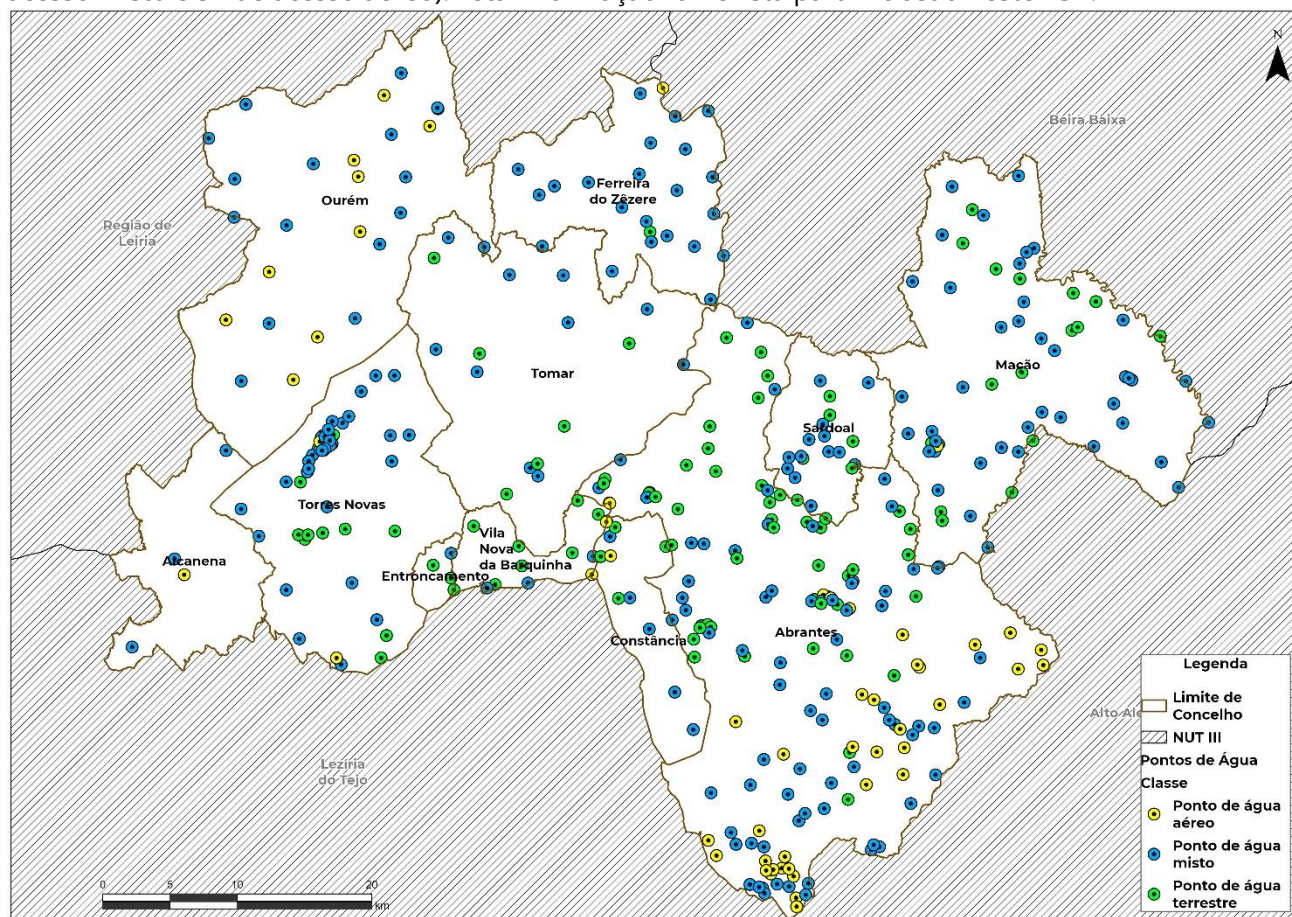 N
Beira Baixa
Ferreira
do Zêzere
Ourém
Região de
Leiria
Mação
Tomar
Sardoal
Torres Novas
Vila
Nova
da Barquinha
Alcanena
Entroncamento
Constância
Abrantes
Legenda
Limite de
Concelho
Alto Ale
NUT III
Pontos de Água
Lezíria
do Tejo
Classe
Ponto de água
aéreo
Ponto de água
misto
Ponto de água
terrestre
0 5 10 20
km